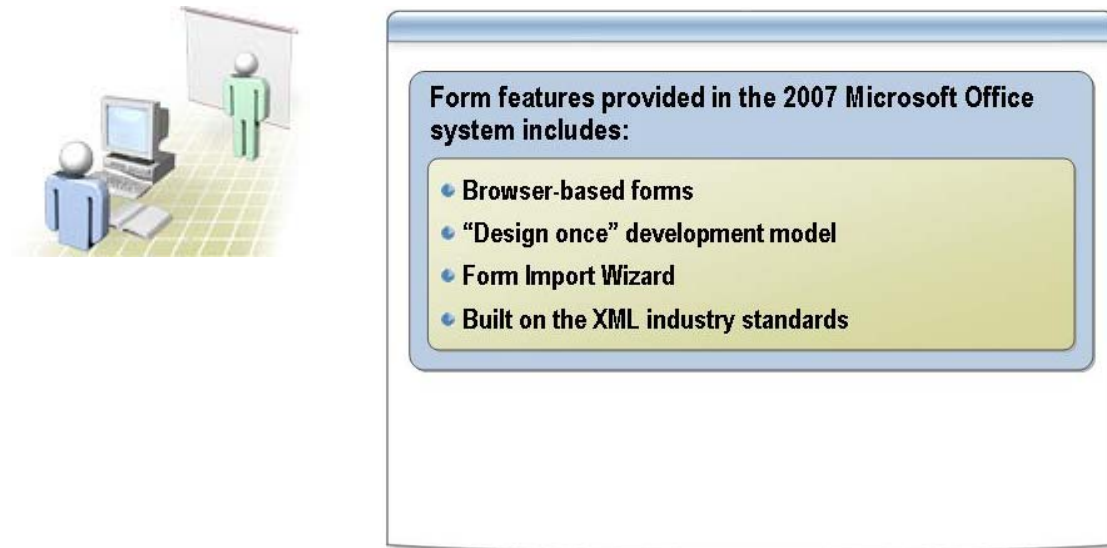 Form features provided in the 2007 Microsoft Office
system includes:
Browser-based forms
“Design once” development model
Form Import Wizard
Built on the XML industry standards